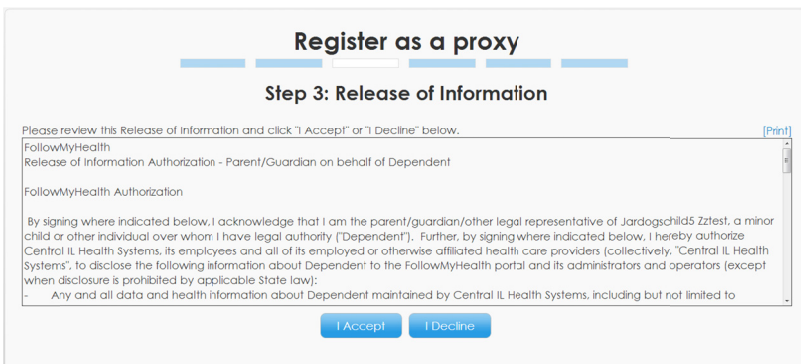 Register as a proxy
Step 3: Release of Information
Please review this Release of Information and click "I Accept" or "I Decline" below.
[Print]
FollowMyHealth
Release of Information Authorization - Parent/Guardian on behalf of Dependent
FollowMyHealth Authorization
By signing where indicated below, I acknowledge that I am the parent/guardian/other legal representative of Jardogschild5 Zztest, a minor
child or other individual over whom I have legal authority ("Dependent"). Further, by signing where indicated below, I hereby authorize
Central IL Health Systems, its employees and all of its employed or otherwise affiliated health care providers (collectively, "Central IL Health
Systems", to disclose the following information about Dependent to the FollowMyHealth portal and its administrators and operators (except
when disclosure is prohibited by applicable State law):
- Any and all data and health information about Dependent maintained by Central IL Health Systems, including but not limited to
I Accept
I Decline